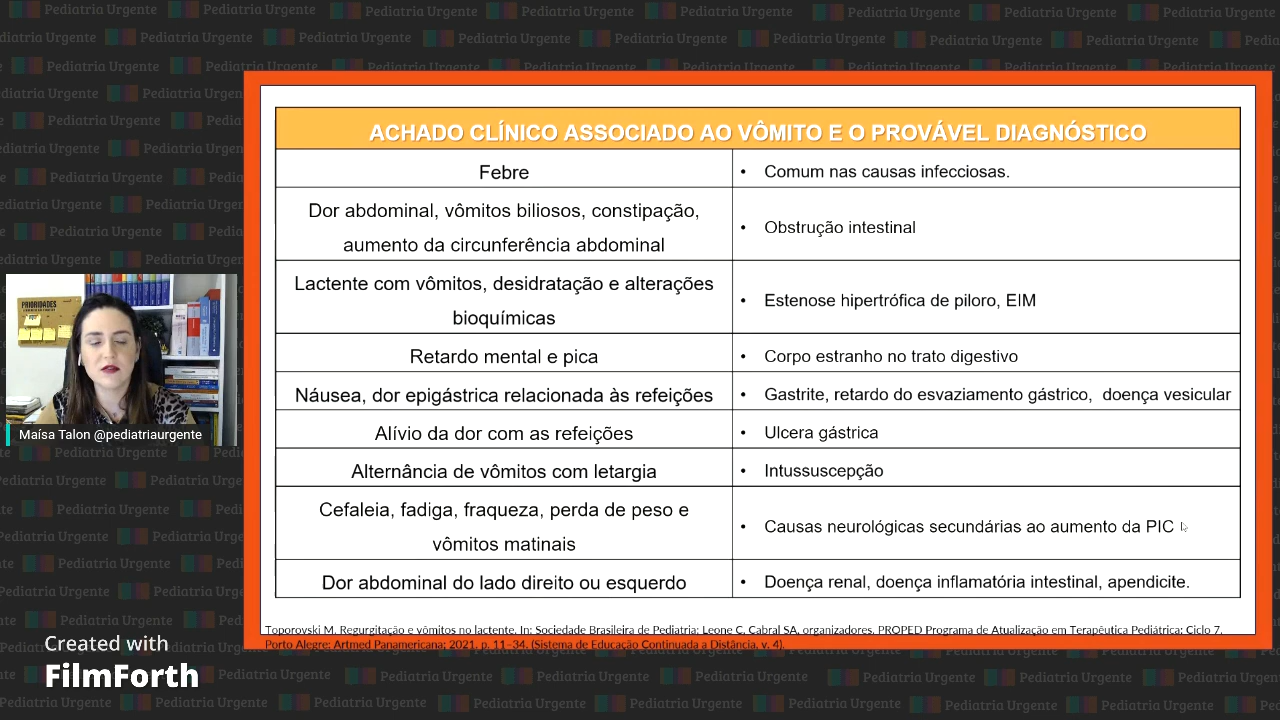 ACHADO CLÍNICO ASSOCIADO AO VÔMITO E O PROVÁVEL DIAGNÓSTICO
Febre
• Comum nas causas infecciosas.
Dor abdominal, vômitos biliosos, constipação,
aumento da circunferência abdominal
• Obstrução intestinal
Lactente com vômitos, desidratação e alterações
bioquímicas
• Estenose hipertrófica de piloro, EIM
Retardo mental e pica
• Corpo estranho no trato digestivo
Náusea, dor epigástrica relacionada às refeições
• Gastrite, retardo do esvaziamento gástrico, doença vesicular
Alívio da dor com as refeições
• Ulcera gástrica
Alternância de vômitos com letargia
• Intussuscepção
Cefaleia, fadiga, fraqueza, perda de peso e
vômitos matinais
• Causas neurológicas secundárias ao aumento da PIC
Dor abdominal do lado direito ou esquerdo
• Doença renal, doença inflamatória intestinal, apendicite.
Toporovski M. Regurgitação e vômitos no lactente. In: Sociedade Brasileira de Pediatria; Leone C, Cabral SA, organizadores. PROPED Programa de Atualização em Terapêutica Pediátrica: Ciclo 7.
Porto Alegre: Artmed Panamericana; 2021. p. 11–34. (Sistema de Educação Continuada a Distância, v. 4).
PRIORIDADES
Maísa Talon @pediatriaurgente
Created with
FilmForth
Pediatria Urgente